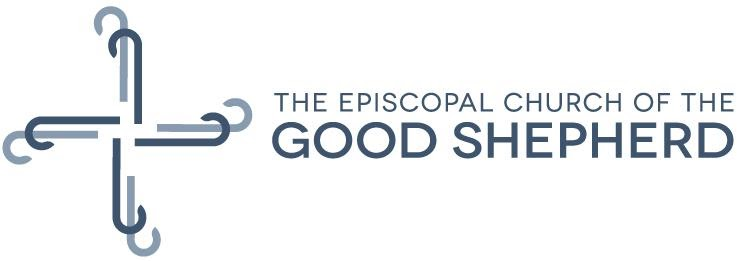 THE EPISCOPAL CHURCH OF THE
GOOD SHEPHERD